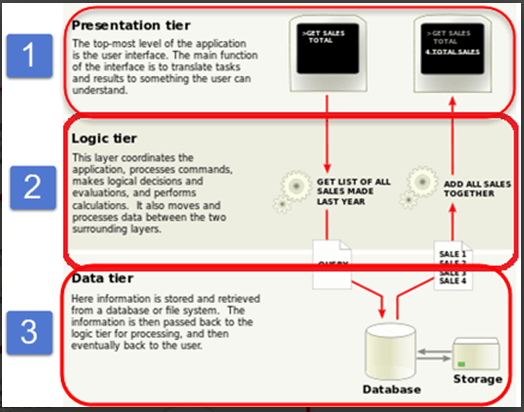 1
Presentation tier
The top-most level of the application
is the user interface. The main function
of the interface is to translate tasks
and results to something the user can
understand.
>GET SALES
TOTAL
>GET SALES
TOTAL
4 TOTAL SALES
2
Logic tier
This layer coordinates the
application, processes commands,
makes logical decisions and
evaluations, and performs
calculations. It also moves and
processes data between the two
surrounding layers.
GET LIST OF ALL
SALES MADE
LAST YEAR
ADD ALL SALES
TOGETHER
QUERY
SALE 1
SALE 2
SALE 3
SALE 4
3
Data tier
Here information is stored and retrieved
from a database or file system. The
information is then passed back to the
logic tier for processing, and then
eventually back to the user.
Database
Storage